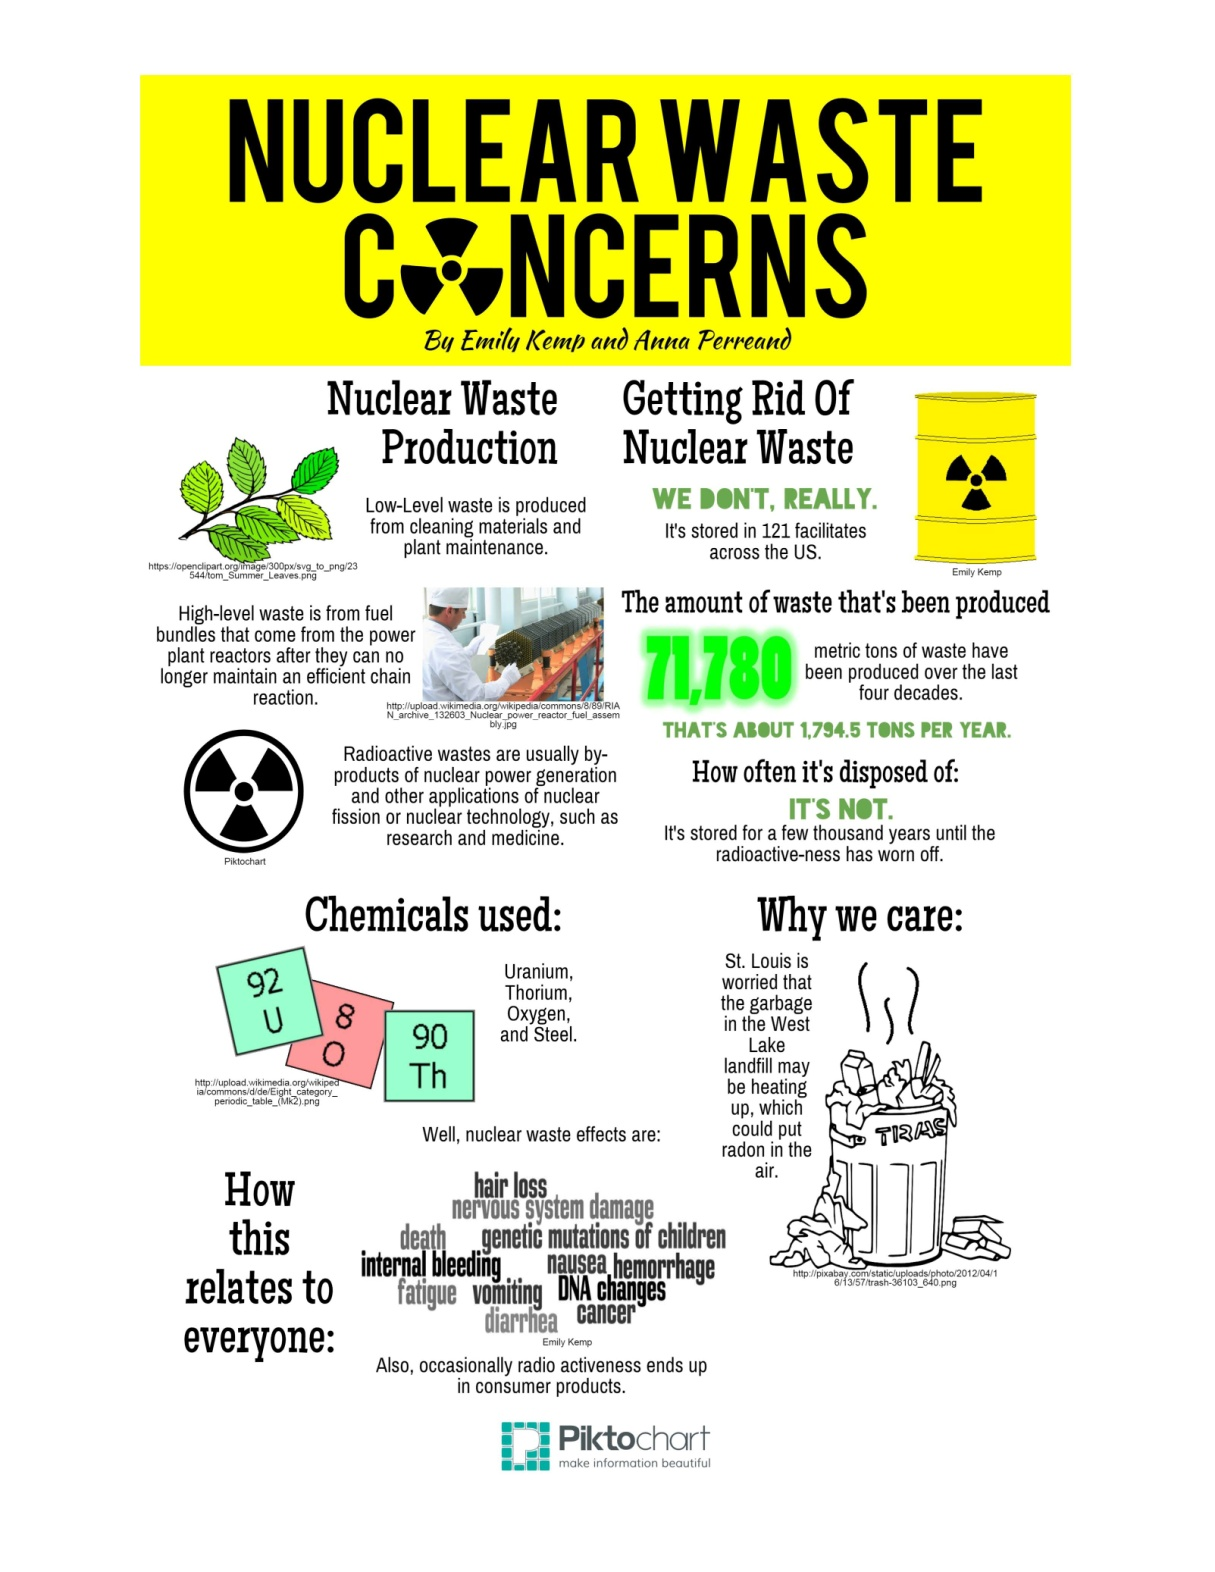 NUCLEAR WASTE
CONCERNS
By Emily Kemp and Anna Perreand
Nuclear Waste
Production
Low-Level waste is produced
from cleaning materials and
plant maintenance.
https://openclipart.org/image/300px/svg_to_png/23
544/tom_Summer_Leaves.png
High-level waste is from fuel
bundles that come from the power
plant reactors after they can no
longer maintain an efficient chain
reaction.
http://upload.wikimedia.org/wikipedia/commons/8/89/RIA
N_archive_132603_Nuclear_power_reactor_fuel_assem
bly.jpg
Radioactive wastes are usually by-
products of nuclear power generation
and other applications of nuclear
fission or nuclear technology, such as
research and medicine.
Piktochart
Getting Rid Of
Nuclear Waste
WE DON'T, REALLY.
It's stored in 121 facilitates
across the US.
Emily Kemp
The amount of waste that's been produced
71,780
metric tons of waste have
been produced over the last
four decades.
THAT'S ABOUT 1,794.5 TONS PER YEAR.
How often it's disposed of:
IT'S NOT.
It's stored for a few thousand years until the
radioactive-ness has worn off.
Chemicals used:
92
U
8
O
90
Th
http://upload.wikimedia.org/wikiped
ia/commons/d/de/Eight_category_
periodic_table_(Mk2).png
Uranium,
Thorium,
Oxygen,
and Steel.
Why we care:
St. Louis is
worried that
the garbage
in the West
Lake
landfill may
be heating
up, which
could put
radon in the
air.
TRAS
http://pixabay.com/static/uploads/photo/2012/04/1
6/13/57/trash-36103_640.png
How
this
relates to
everyone:
Well, nuclear waste effects are:
hair loss
nervous system damage
death genetic mutations of children
internal bleeding nausea hemorrhage
fatigue vomiting DNA changes
diarrhea cancer
Emily Kemp
Also, occasionally radio activeness ends up
in consumer products.
Piktochart
make information beautiful